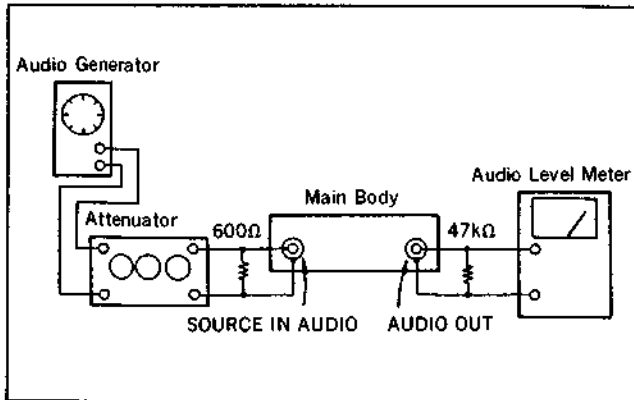 Audio Generator
Audio Level Meter
Main Body
Attenuator
600Ω
47kΩ
SOURCE IN AUDIO
AUDIO OUT